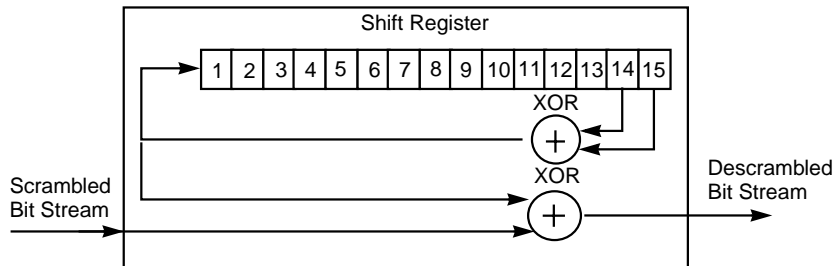 Shift Register
1 2 3 4 5 6 7 8 9 10 11 12 13 14 15
XOR
+
XOR
+
Scrambled
Bit Stream
Descrambled
Bit Stream